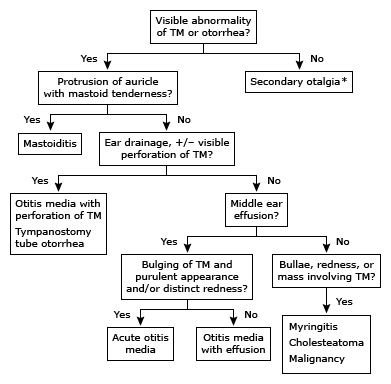 Visible abnormality
of TM or otorrhea?
Yes
No
Protrusion of auricle
with mastoid tenderness?
Secondary otalgia*
Yes
No
Mastoiditis
Ear drainage, +/– visible
perforation of TM?
Yes
No
Otitis media with
perforation of TM
Tympanostomy
tube otorrhea
Middle ear
effusion?
Yes
No
Bulging of TM and
purulent appearance
and/or distinct redness?
Bullae, redness, or
mass involving TM?
Yes
No
Yes
Acute otitis
media
Otitis media
with effusion
Myringitis
Cholesteatoma
Malignancy